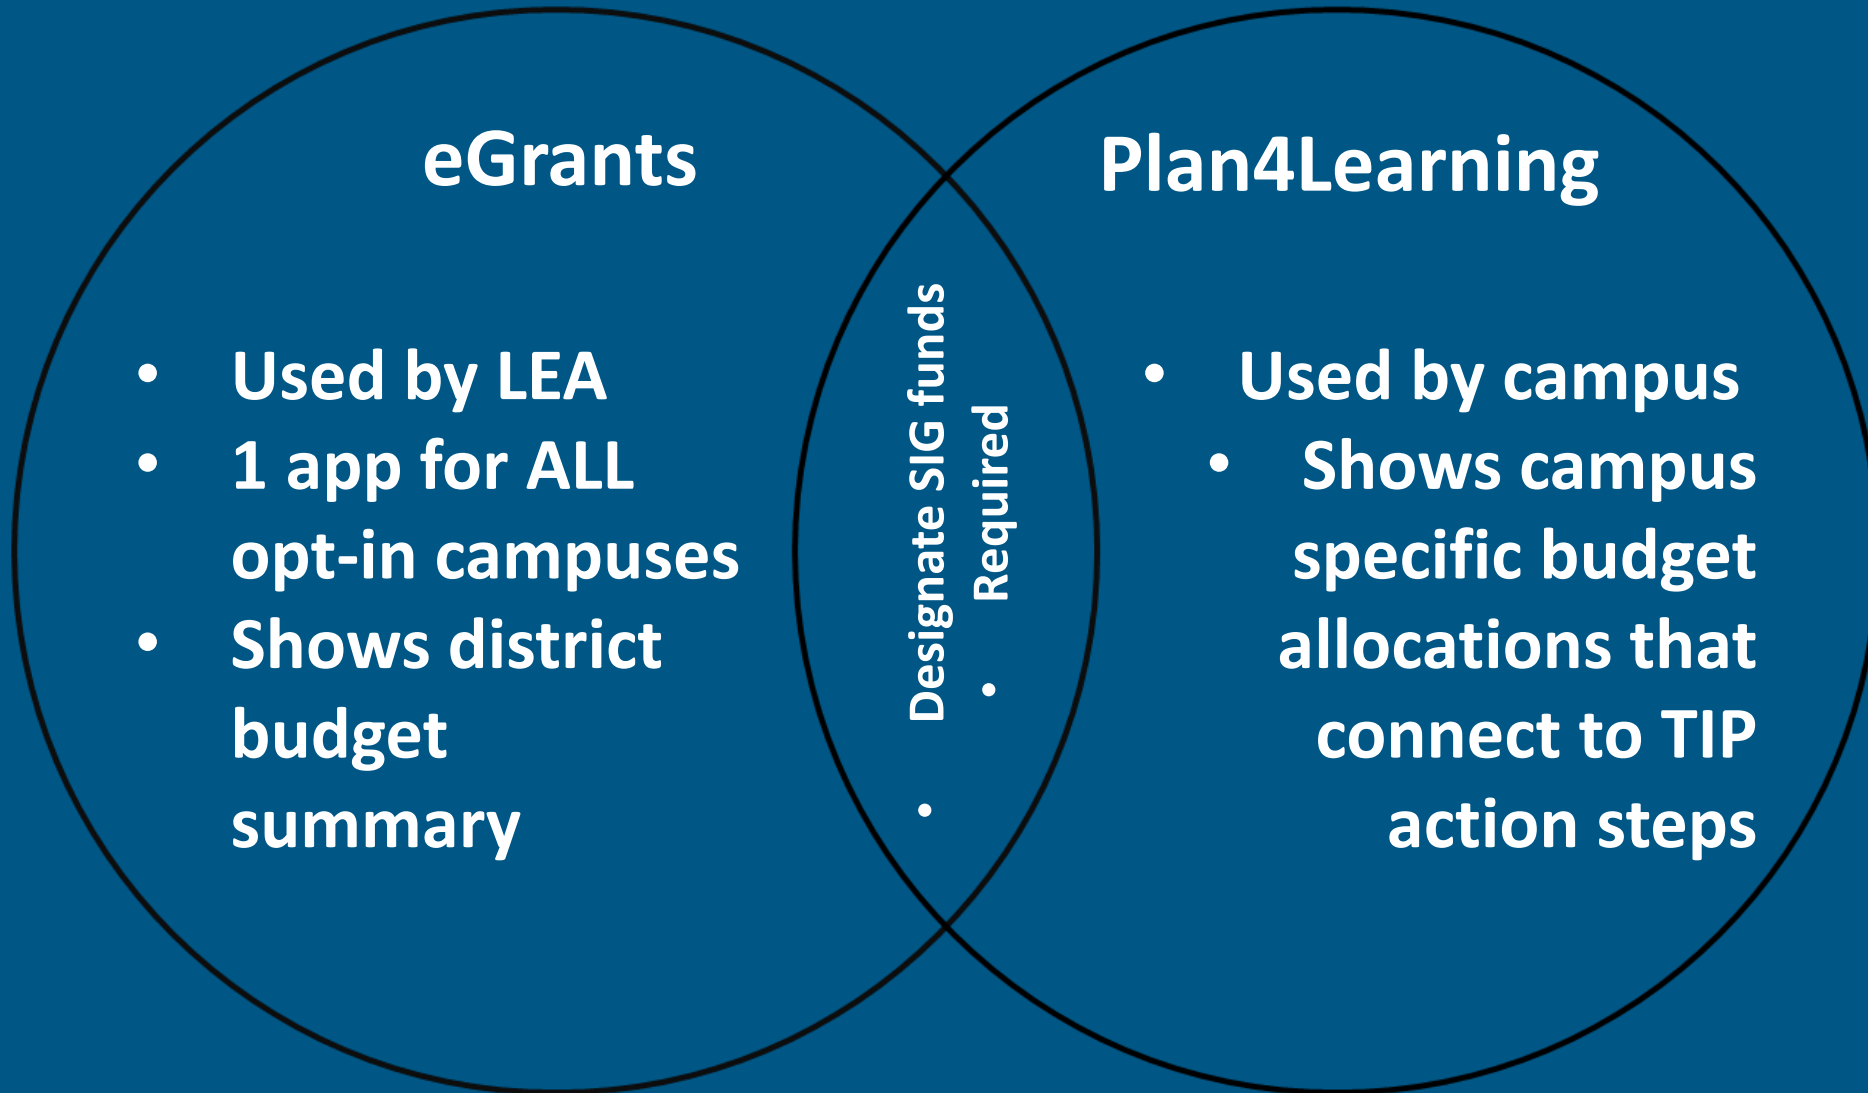 eGrants
• Used by LEA
• 1 app for ALL
opt-in campuses
• Shows district
budget
summary
• Designate SIG funds
• Required
Plan4Learning
• Used by campus
• Shows campus
specific budget
allocations that
connect to TIP
action steps